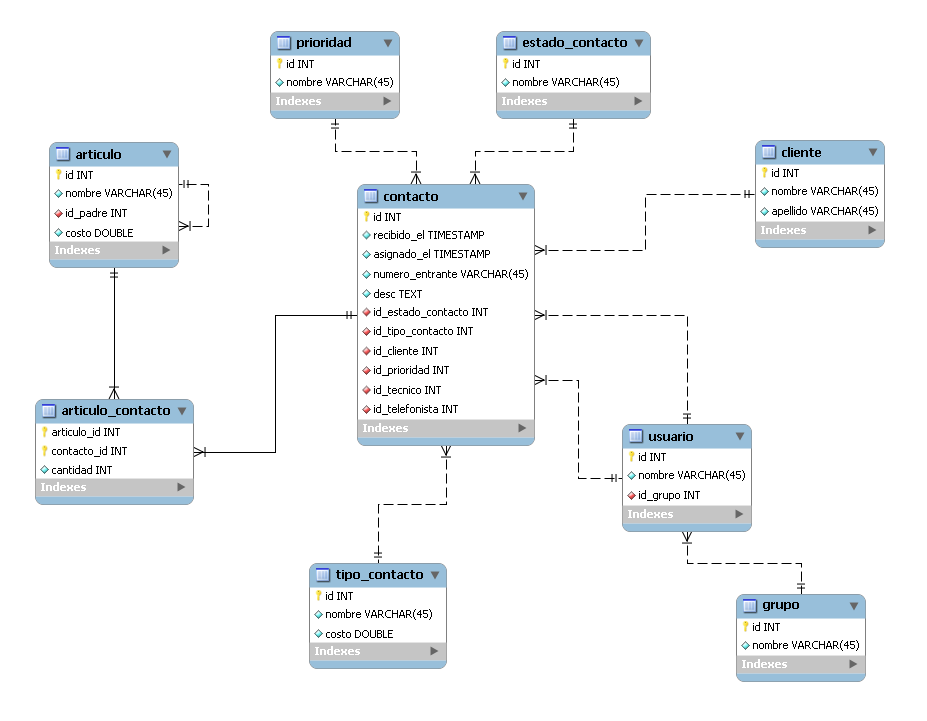 prioridad
id INT
nombre VARCHAR(45)
Indexes
estado_contacto
id INT
nombre VARCHAR(45)
Indexes
articulo
id INT
nombre VARCHAR(45)
id_padre INT
costo DOUBLE
Indexes
cliente
id INT
nombre VARCHAR(45)
apellido VARCHAR(45)
Indexes
contacto
id INT
recibido_el TIMESTAMP
asignado_el TIMESTAMP
numero_entrante VARCHAR(45)
desc TEXT
id_estado_contacto INT
id_tipo_contacto INT
id_cliente INT
id_prioridad INT
id_tecnico INT
id_telefonista INT
Indexes
articulo_contacto
articulo_id INT
contacto_id INT
cantidad INT
Indexes
usuario
id INT
nombre VARCHAR(45)
id_grupo INT
Indexes
tipo_contacto
id INT
nombre VARCHAR(45)
costo DOUBLE
Indexes
grupo
id INT
nombre VARCHAR(45)
Indexes